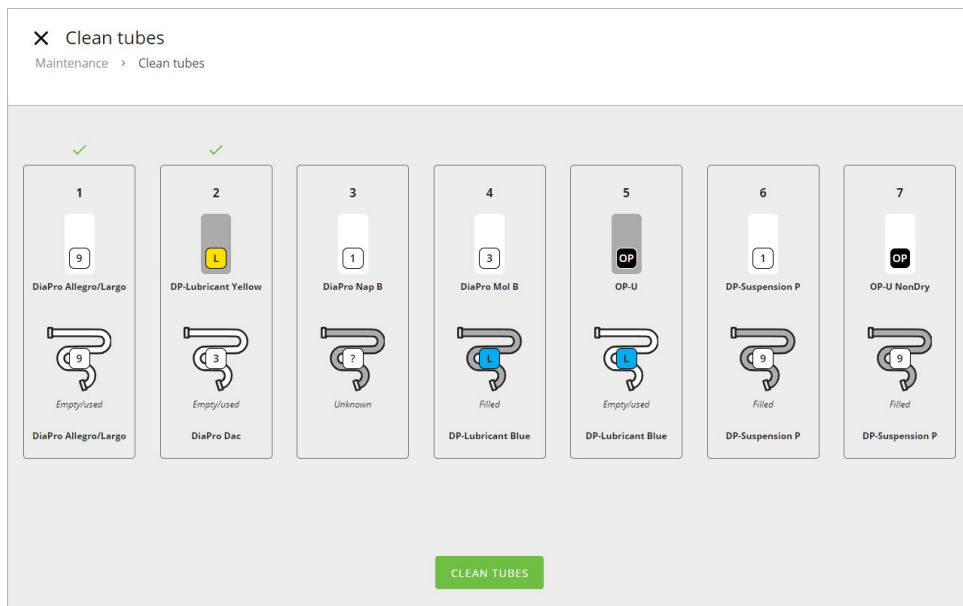 Clean tubes
Maintenance > Clean tubes
1
9
DiaPro Allegro/Largo
9
Empty/used
DiaPro Allegro/Largo
2
L
DP-Lubricant Yellow
3
Empty/used
DiaPro Dac
3
1
DiaPro Nap B
?
Unknown
4
3
DiaPro Mol B
L
Filled
DP-Lubricant Blue
5
OP
OP-U
L
Empty/used
DP-Lubricant Blue
6
1
DP-Suspension P
9
Filled
DP-Suspension P
7
OP
OP-U NonDry
9
Filled
DP-Suspension P
CLEAN TUBES